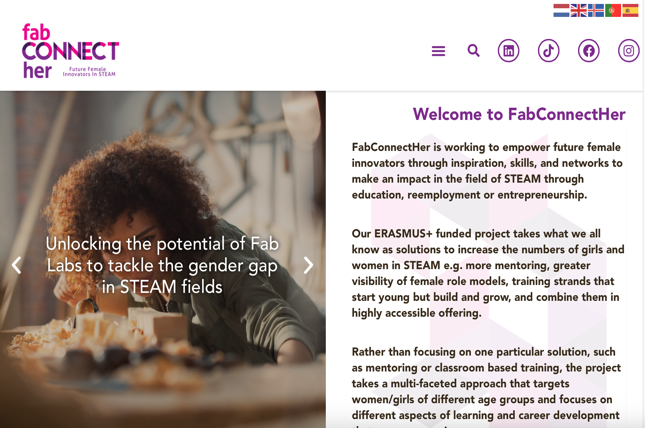 fab
CONNECT
her
Future Female
Innovators In STEAM
Unlocking the potential of Fab
Labs to tackle the gender gap
in STEAM fields
Welcome to FabConnectHer
FabConnectHer is working to empower future female
innovators through inspiration, skills, and networks to
make an impact in the field of STEAM through
education, reemployment or entrepreneurship.
Our ERASMUS+ funded project takes what we all
know as solutions to increase the numbers of girls and
women in STEAM e.g. more mentoring, greater
visibility of female role models, training strands that
start young but build and grow, and combine them in
highly accessible offering.
Rather than focusing on one particular solution, such
as mentoring or classroom based training, the project
takes a multi-faceted approach that targets
women/girls of different age groups and focuses on
different aspects of learning and career development